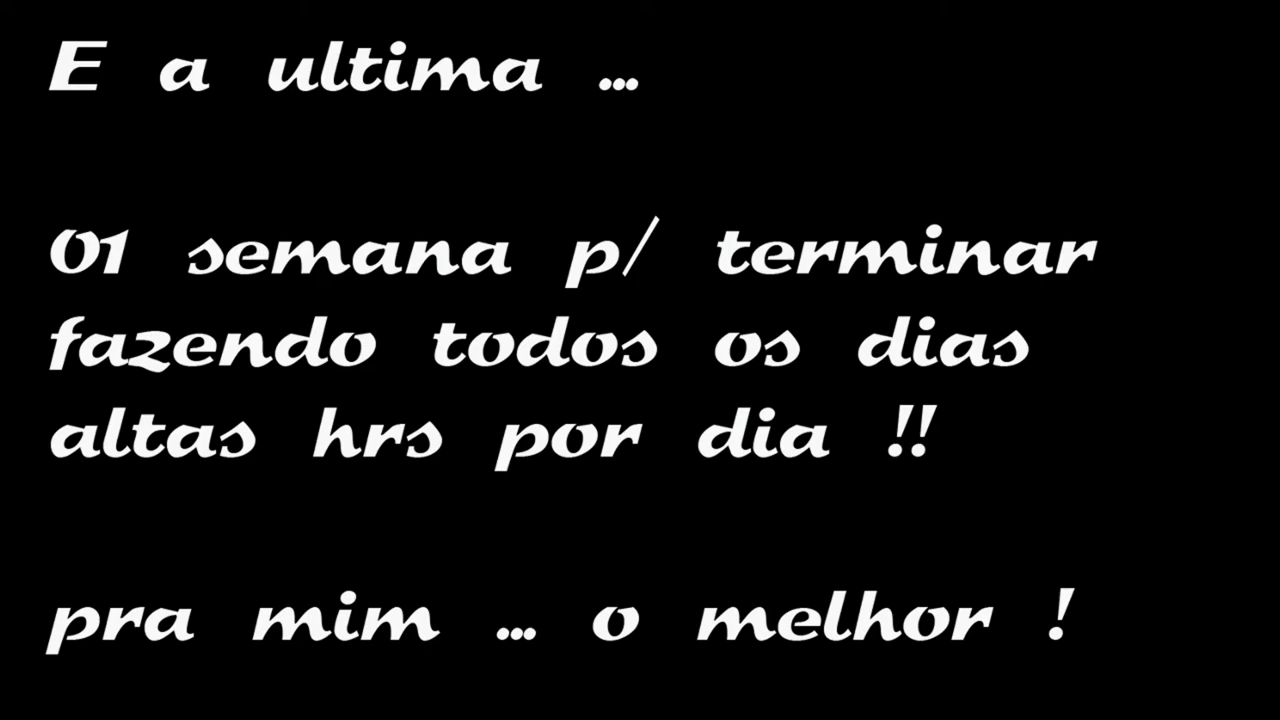 E a ultima ...
01 semana p/ terminar
fazendo todos os dias
altas hrs por dia !!
pra mim ... o melhor !